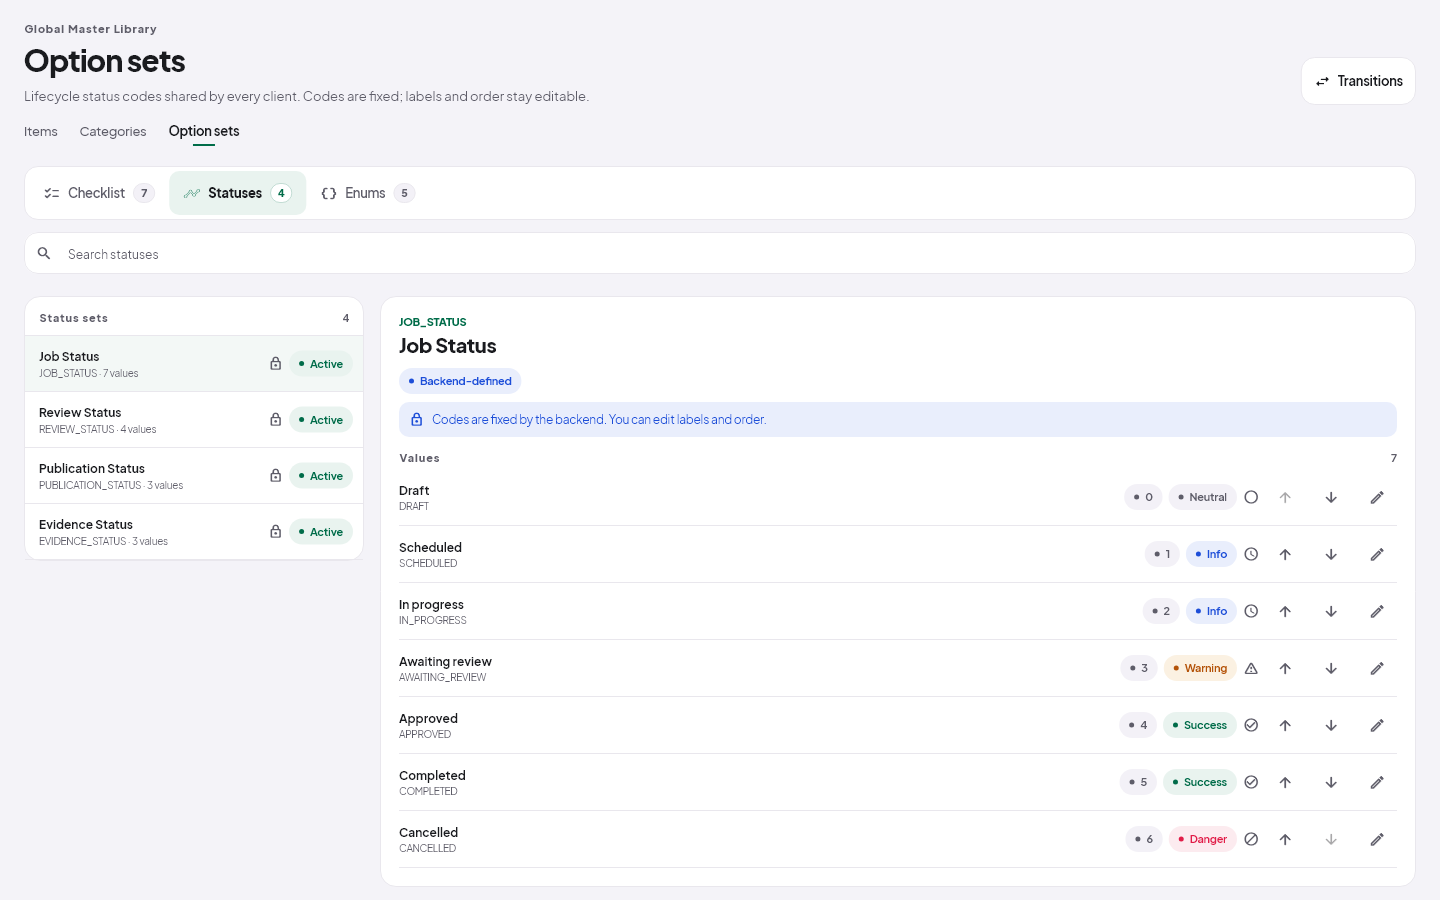 Global Master Library
Option sets
Lifecycle status codes shared by every client. Codes are fixed; labels and order stay editable.
Transitions
Items
Categories
Option sets
Checklist 7
Statuses 4
Enums 5
Search statuses
Status sets 4
Job Status
JOB_STATUS · 7 values
Active
Review Status
REVIEW_STATUS · 4 values
Active
Publication Status
PUBLICATION_STATUS · 3 values
Active
Evidence Status
EVIDENCE_STATUS · 3 values
Active
JOB_STATUS
Job Status
Backend-defined
Codes are fixed by the backend. You can edit labels and order.
Values 7
Draft
DRAFT
0 Neutral
Scheduled
SCHEDULED
1 Info
In progress
IN_PROGRESS
2 Info
Awaiting review
AWAITING_REVIEW
3 Warning
Approved
APPROVED
4 Success
Completed
COMPLETED
5 Success
Cancelled
CANCELLED
6 Danger